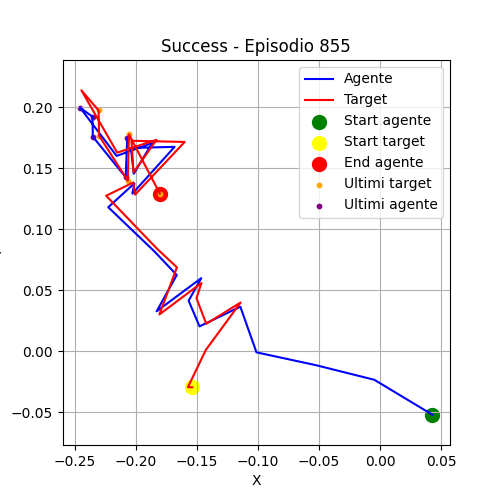 Success - Episodio 855
Agente
Target
Start agente
Start target
End agente
Ultimi target
Ultimi agente
0.20
0.15
0.10
0.05
0.00
−0.05
−0.25 −0.20 −0.15 −0.10 −0.05 0.00 0.05
X